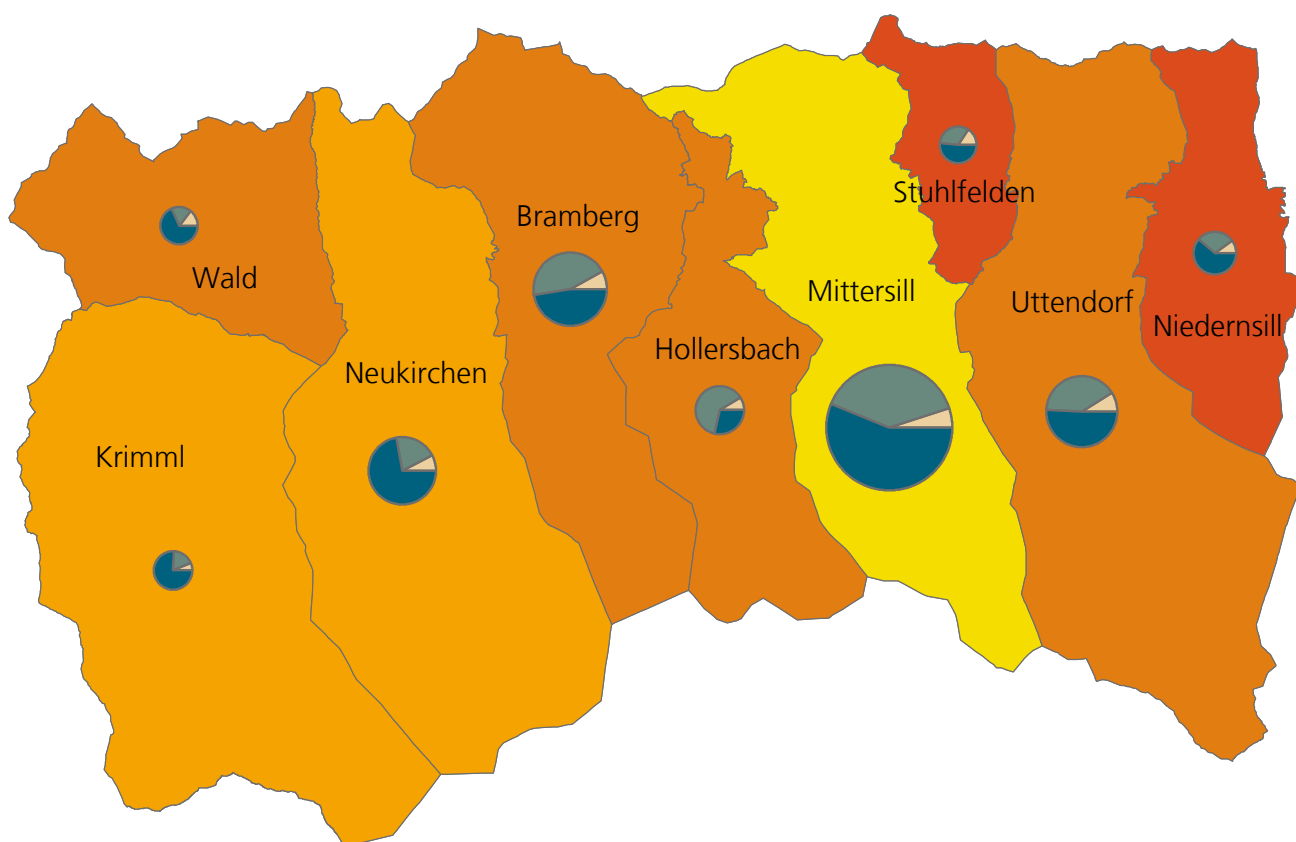 Stuhlfelden
Bramberg
Wald
Mittersill
Uttendorf
Niedernsill
Hollersbach
Neukirchen
Krimml